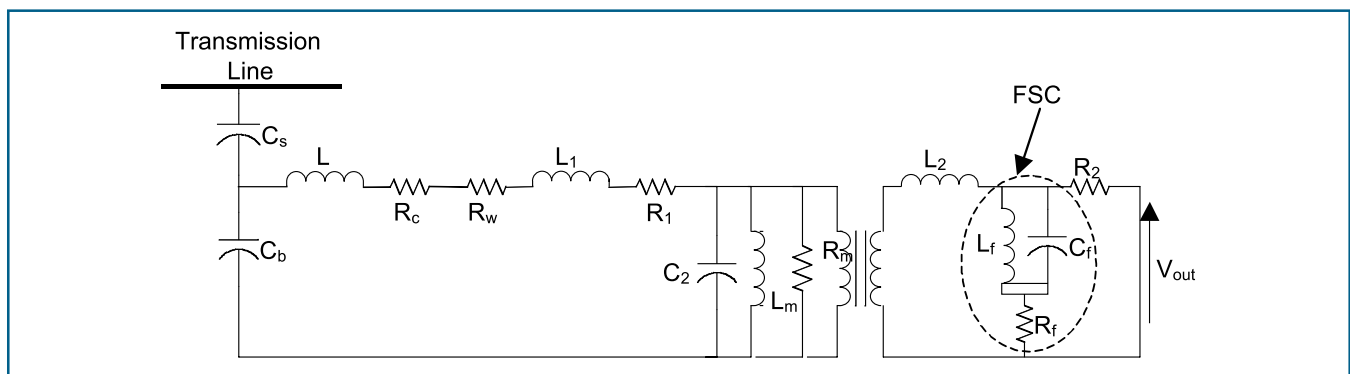 Transmission
Line
FSC
Cs
L
L1
L2
R2
Rc
Rw
R1
Cb
C2
Lm
Rm
Lf
Cf
Rf
Vout